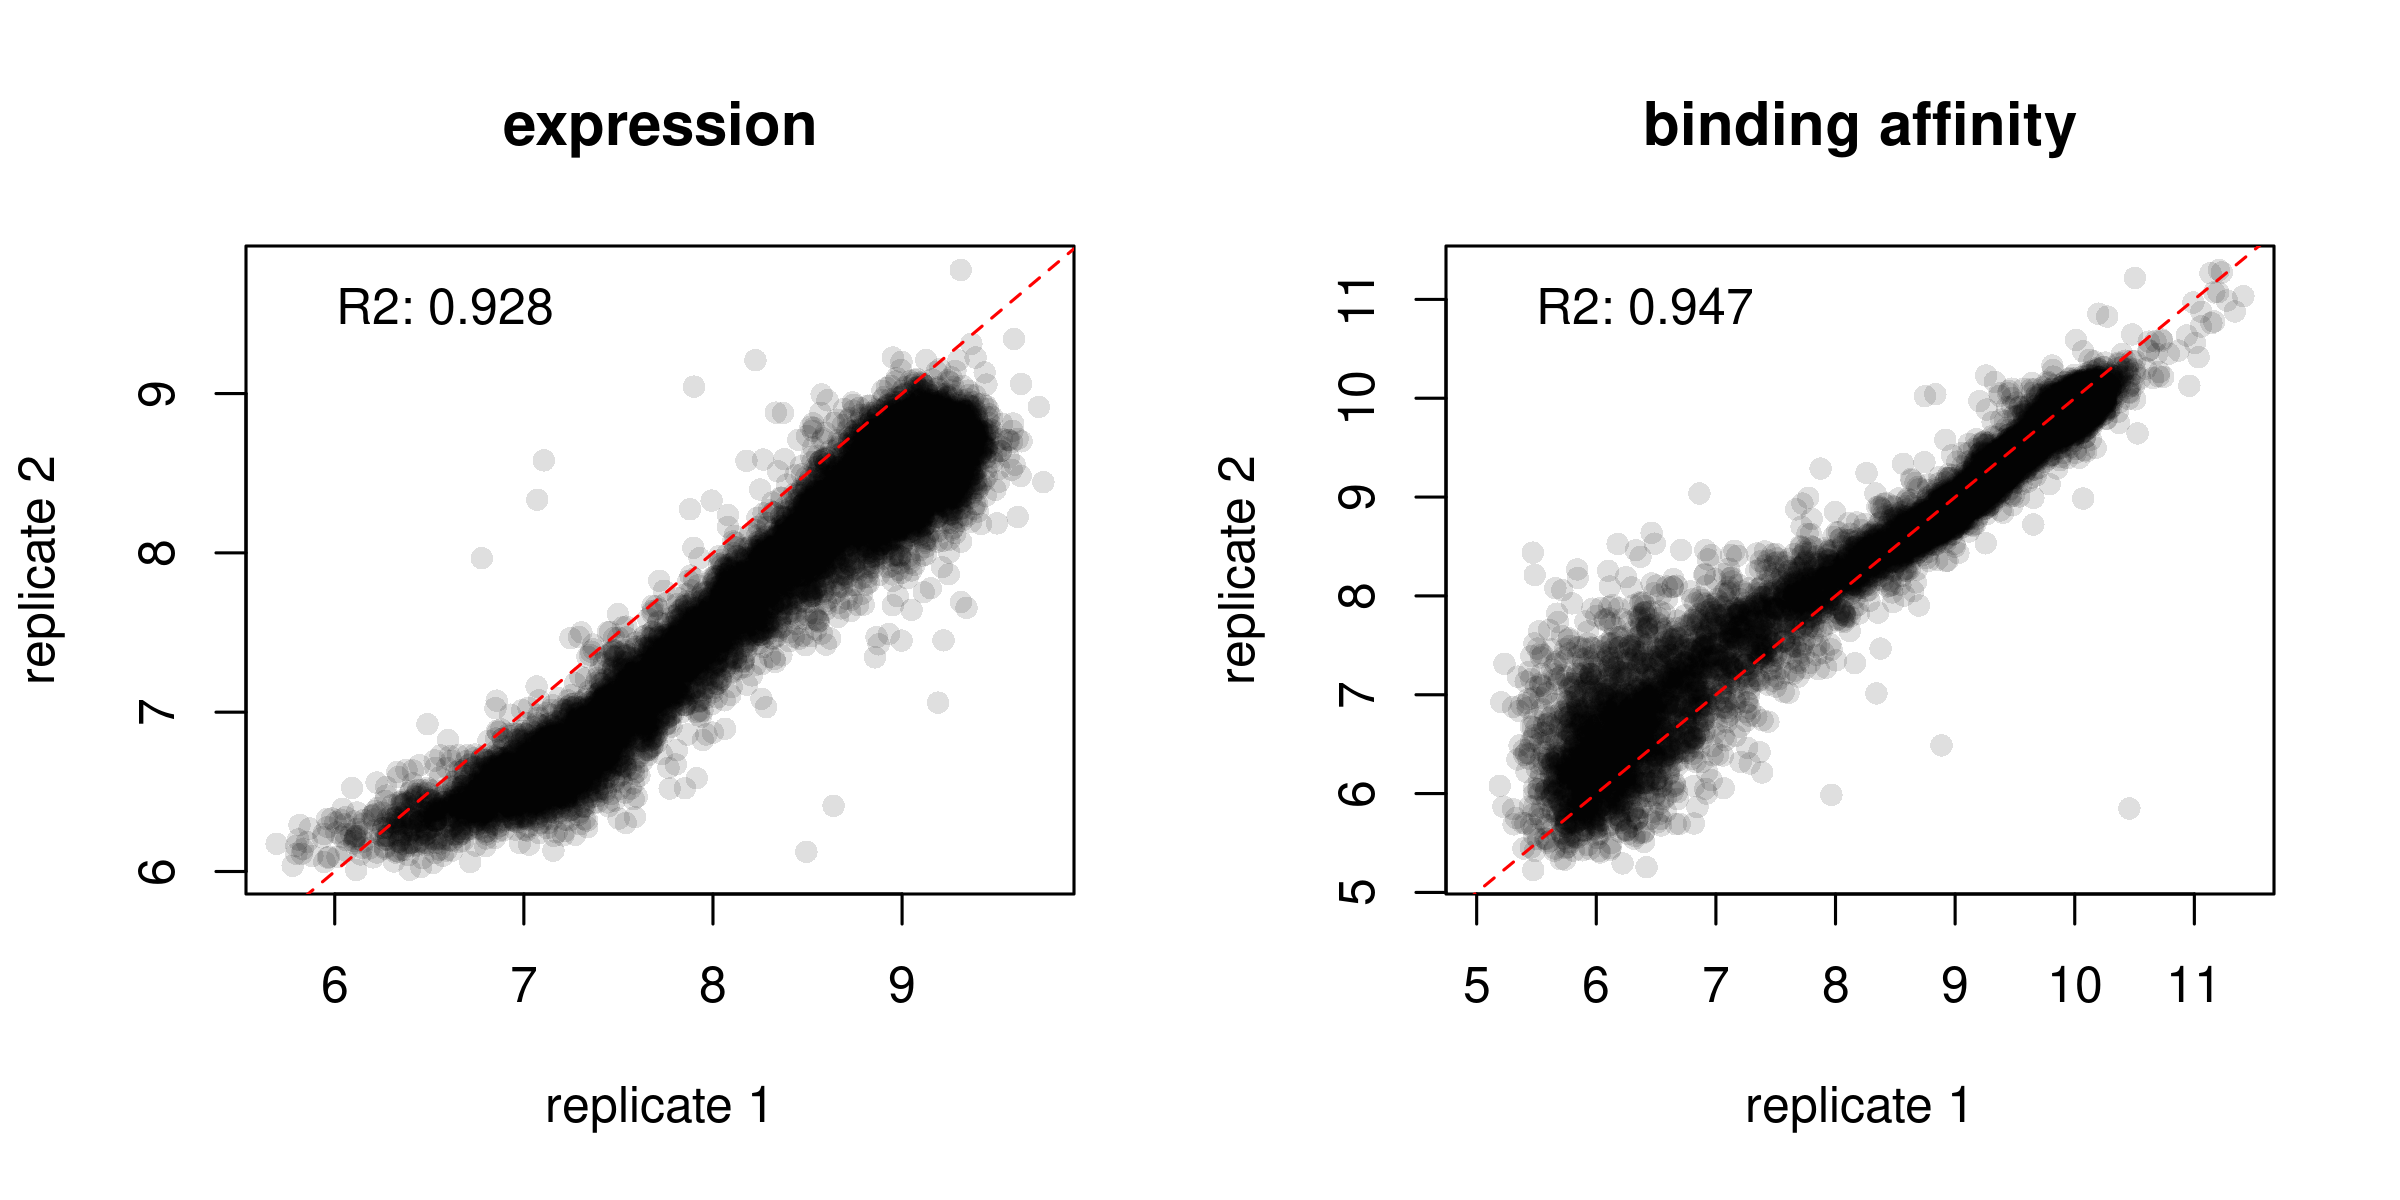 expression
R2: 0.928
replicate 2
9
8
7
6
6 7 8 9
replicate 1
binding affinity
R2: 0.947
replicate 2
11
10
9
8
7
6
5
5 6 7 8 9 10 11
replicate 1